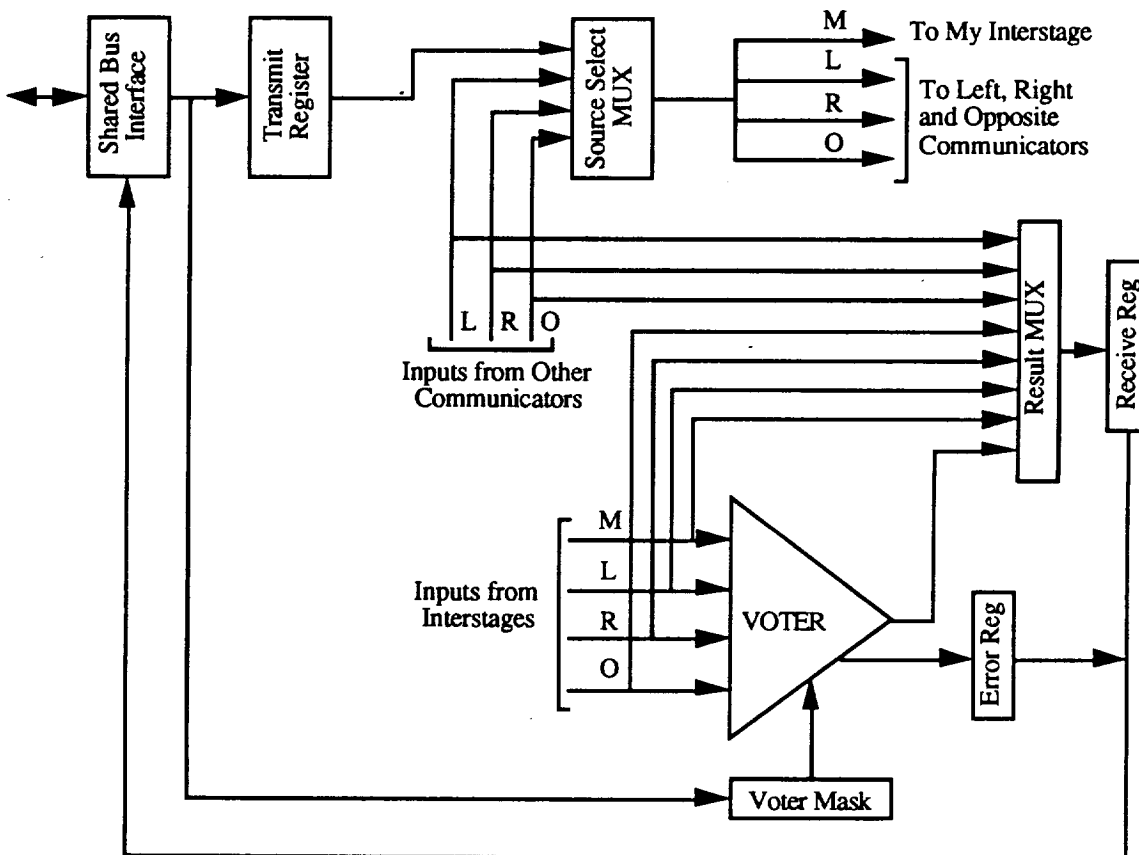 Shared Bus
Interface
Transmit
Register
Source Select
MUX
M
L
R
O
To My Interstage
To Left, Right
and Opposite
Communicators
L R O
Inputs from Other
Communicators
Result MUX
Receive Reg
Inputs from
Interstages
M
L
R
O
VOTER
Error Reg
Voter Mask